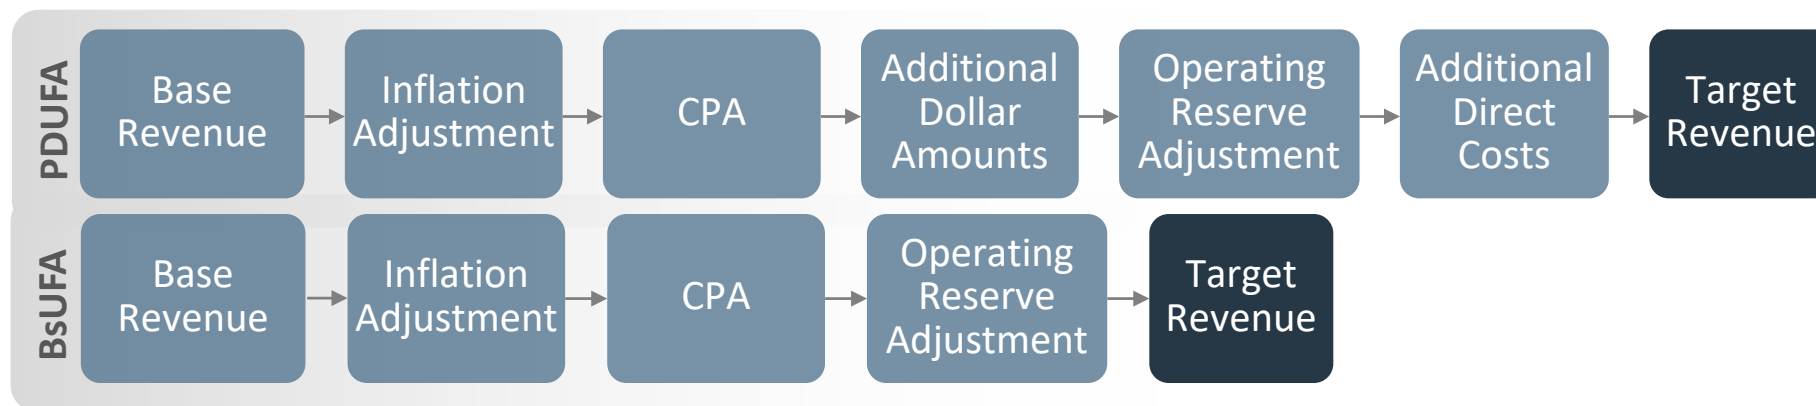 PDUFA
Base
Revenue
Inflation
Adjustment
CPA
Additional
Dollar
Amounts
Operating
Reserve
Adjustment
Additional
Direct
Costs
Target
Revenue
BsUFA
Base
Revenue
Inflation
Adjustment
CPA
Operating
Reserve
Adjustment
Target
Revenue